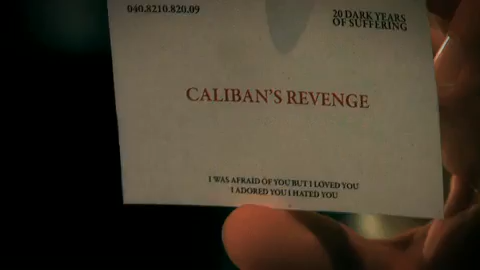 040.8210.820.09
20 DARK YEARS
OF SUFFERING
CALIBAN'S REVENGE
I WAS AFRAID OF YOU BUT I LOVED YOU
I ADORED YOU I HATED YOU